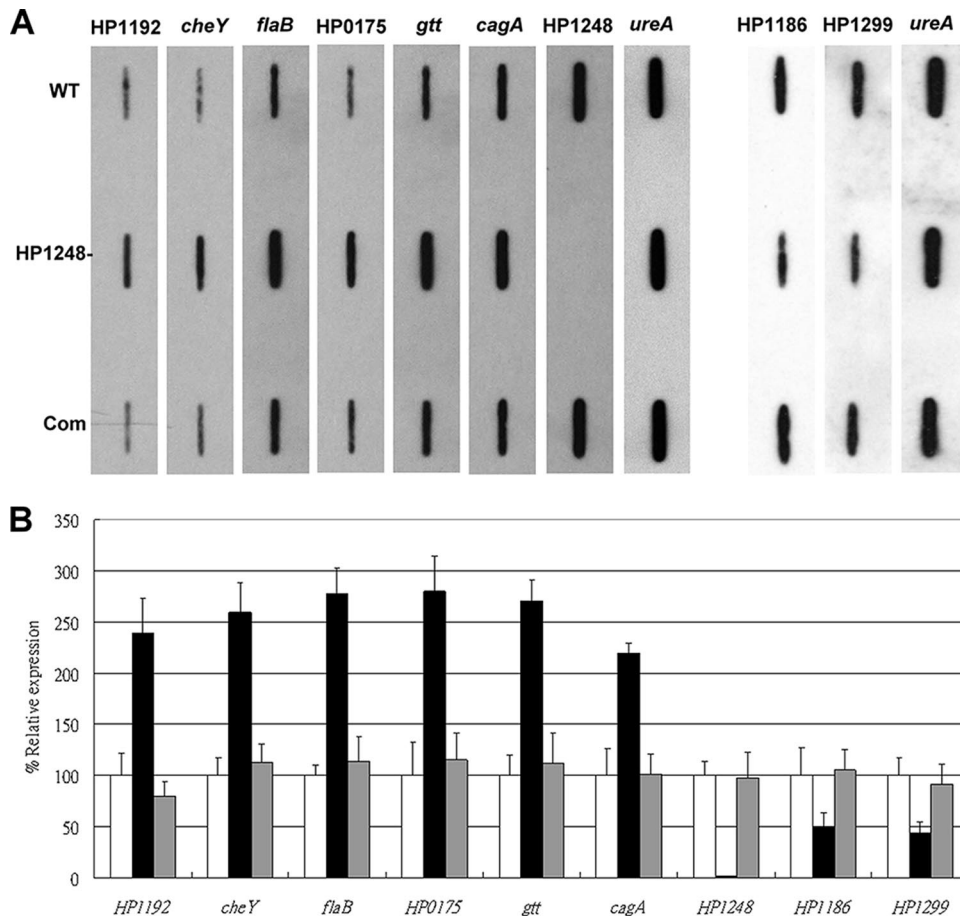 A
HP1192 cheY flaB HP0175 gtt cagA HP1248 ureA HP1186 HP1299 ureA
WT
HP1248-
Com
B
350
300
250
200
150
100
50
0
% Relative expression
HP1192 cheY flaB HP0175 gtt cagA HP1248 HP1186 HP1299